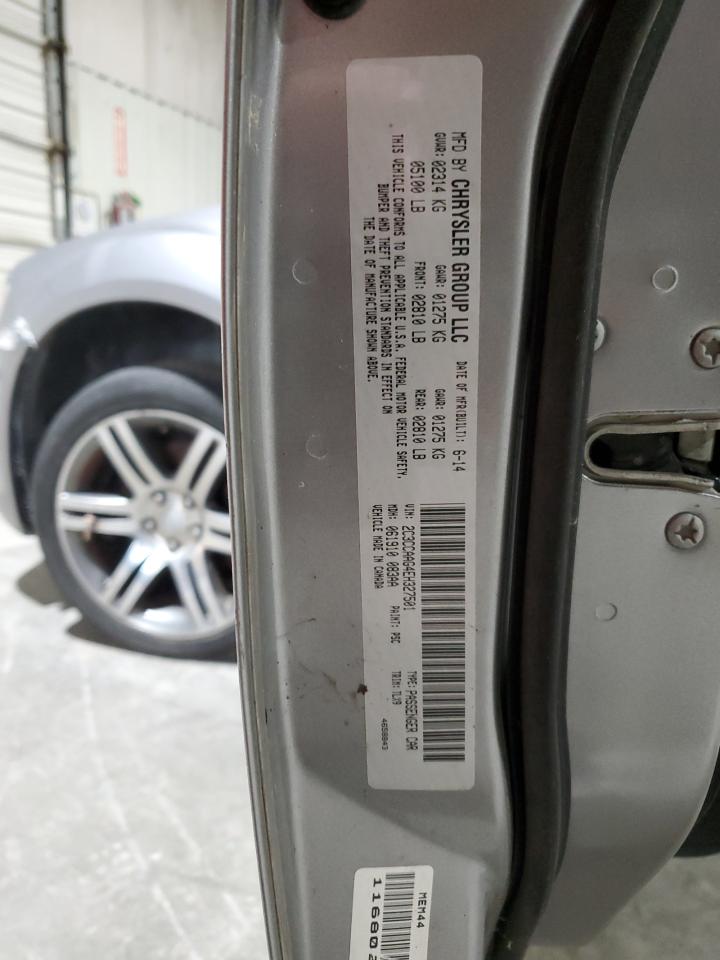 MFD BY CHRYSLER GROUP LLC DATE OF MFR(BUILT): 6-14
GVWR: 02314 KG GAWR: 01275 KG GAWR: 01275 KG
05100 LB FRONT: 02810 LB REAR: 02810 LB
THIS VEHICLE CONFORMS TO ALL APPLICABLE U.S.A. FEDERAL MOTOR VEHICLE SAFETY,
BUMPER AND THEFT PREVENTION STANDARDS IN EFFECT ON
THE DATE OF MANUFACTURE SHOWN ABOVE.
VIN: 2C3CCAAG4EH327501 TYPE: PASSENGER CAR
MDH: 061910 083AA PAINT: PSC TRIM: TLX9
VEHICLE MADE IN CANADA 4658843
MEM44
11680